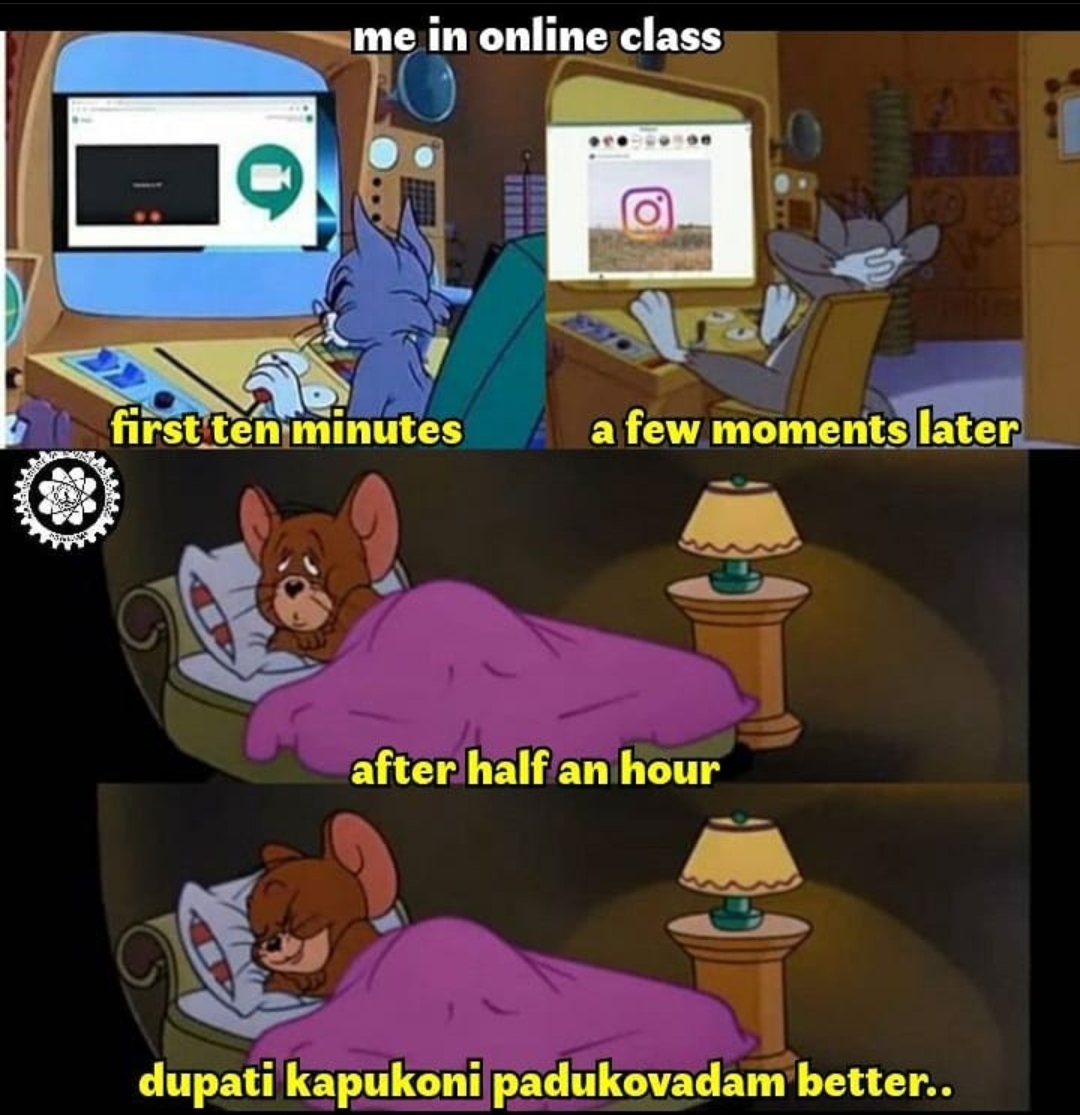 me in online class
first ten minutes
a few moments later
after half an hour
dupati kapukoni padukovadam better..